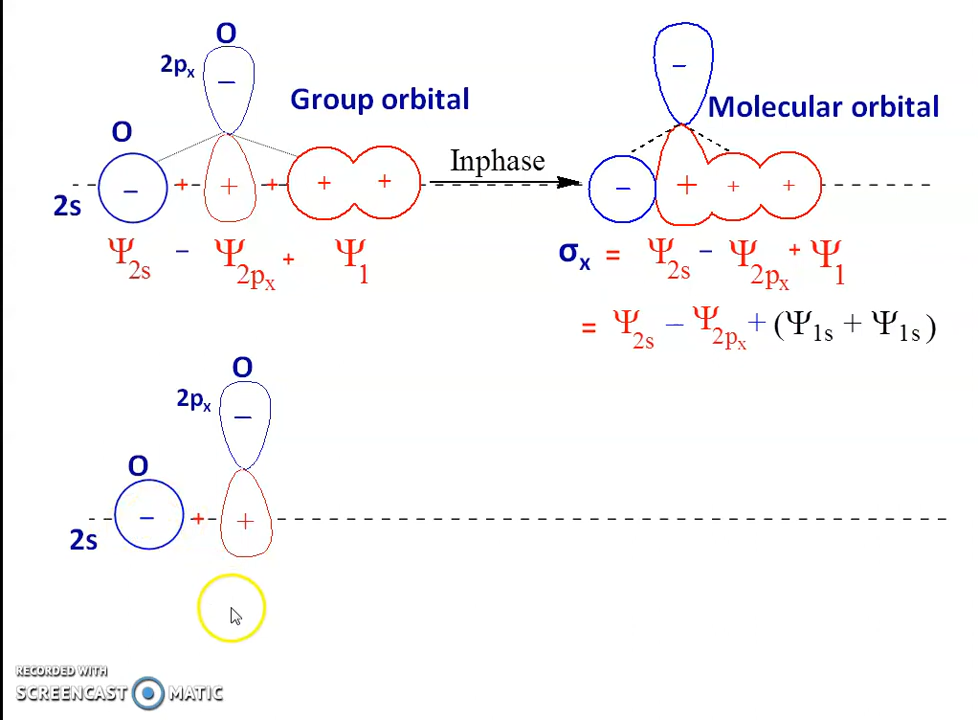 O
2pₓ
−
Group orbital
O
− + + + + +
2s
Ψ₂ₛ − Ψ₂ₚₓ + Ψ₁
Inphase
−
Molecular orbital
− + + +
σₓ = Ψ₂ₛ − Ψ₂ₚₓ + Ψ₁
= Ψ₂ₛ − Ψ₂ₚₓ + (Ψ₁ₛ + Ψ₁ₛ)
O
2pₓ
−
O
− + +
2s
RECORDED WITH
SCREENCAST MATIC